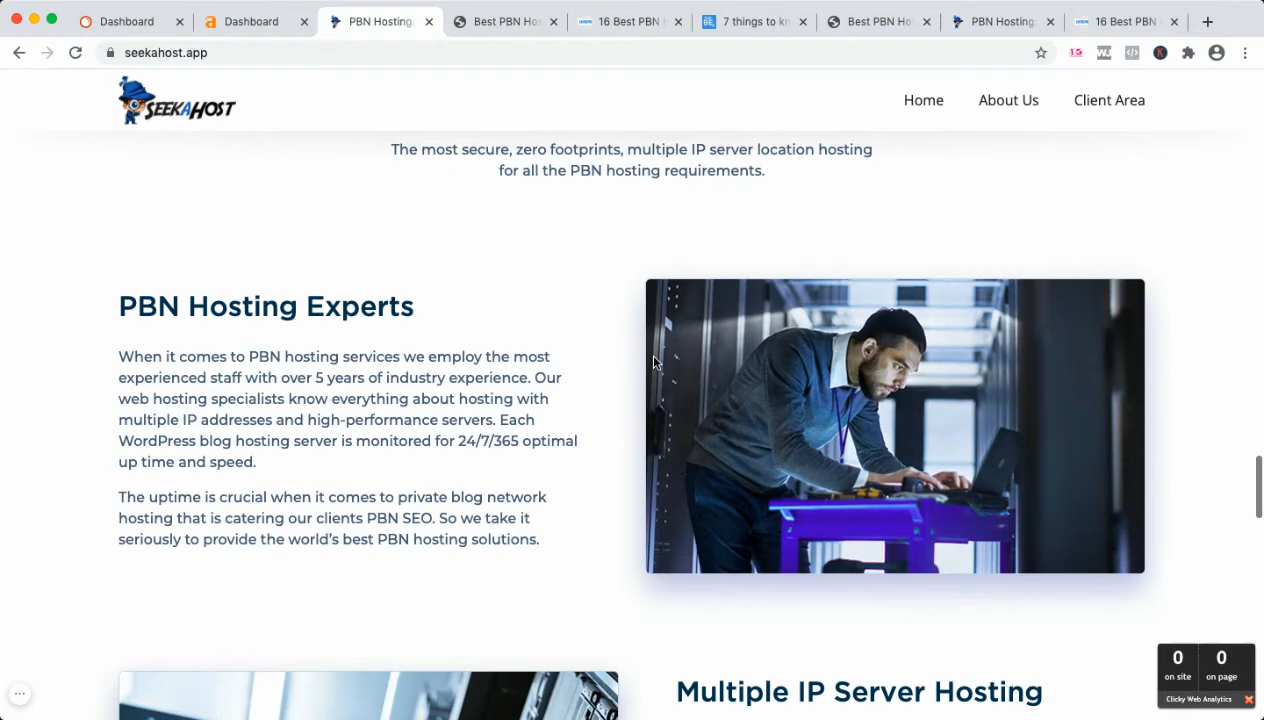 Dashboard
Dashboard
PBN Hosting
Best PBN Ho
16 Best PBN
7 things to kn
Best PBN Ho
PBN Hosting
16 Best PBN
seekahost.app
SEEKAHOST
Home
About Us
Client Area
The most secure, zero footprints, multiple IP server location hosting
for all the PBN hosting requirements.
PBN Hosting Experts
When it comes to PBN hosting services we employ the most
experienced staff with over 5 years of industry experience. Our
web hosting specialists know everything about hosting with
multiple IP addresses and high-performance servers. Each
WordPress blog hosting server is monitored for 24/7/365 optimal
up time and speed.
The uptime is crucial when it comes to private blog network
hosting that is catering our clients PBN SEO. So we take it
seriously to provide the world's best PBN hosting solutions.
Multiple IP Server Hosting
0
on site
0
on page
Clicky Web Analytics